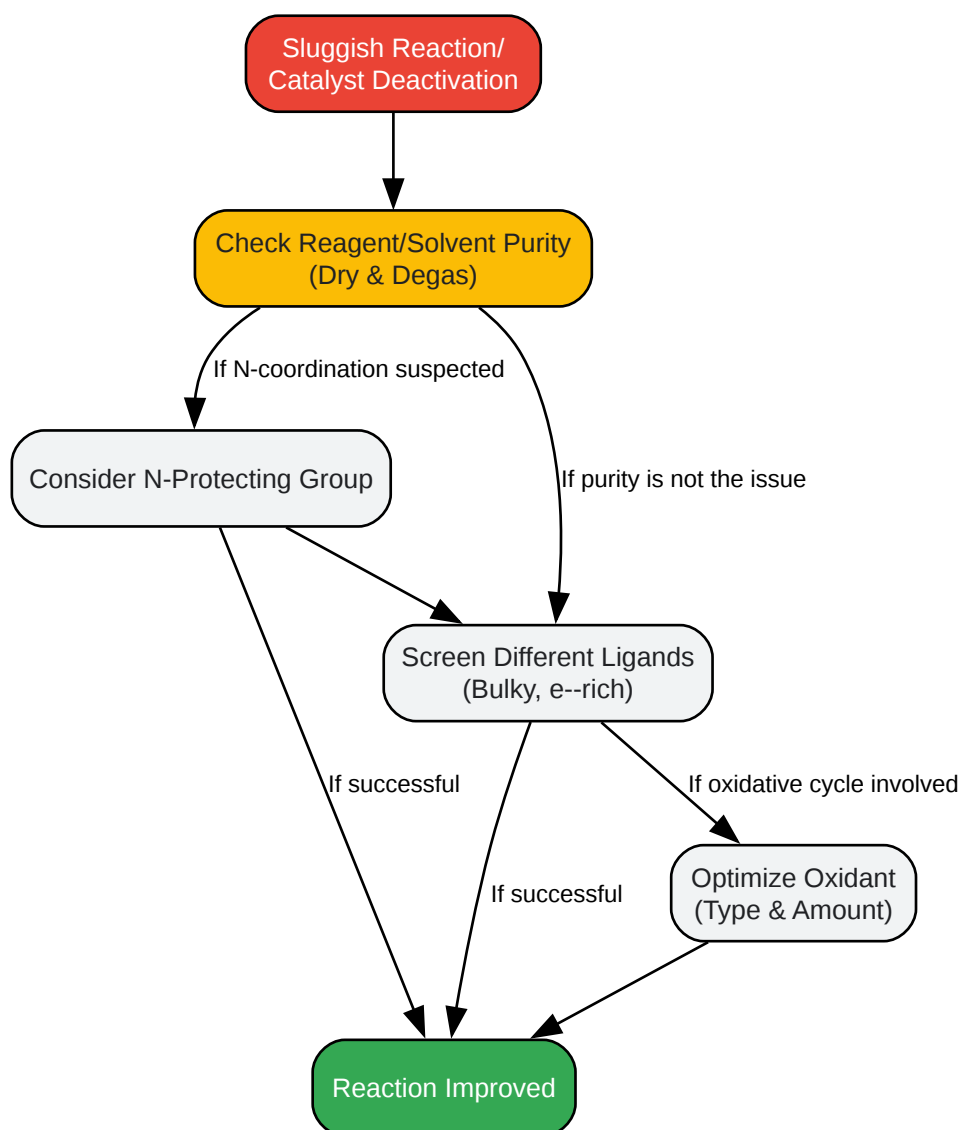 Sluggish Reaction/
Catalyst Deactivation
Check Reagent/Solvent Purity
(Dry & Degas)
If N-coordination suspected
Consider N-Protecting Group
If purity is not the issue
Screen Different Ligands
(Bulky, e--rich)
If successful
If oxidative cycle involved
Optimize Oxidant
(Type & Amount)
If successful
Reaction Improved